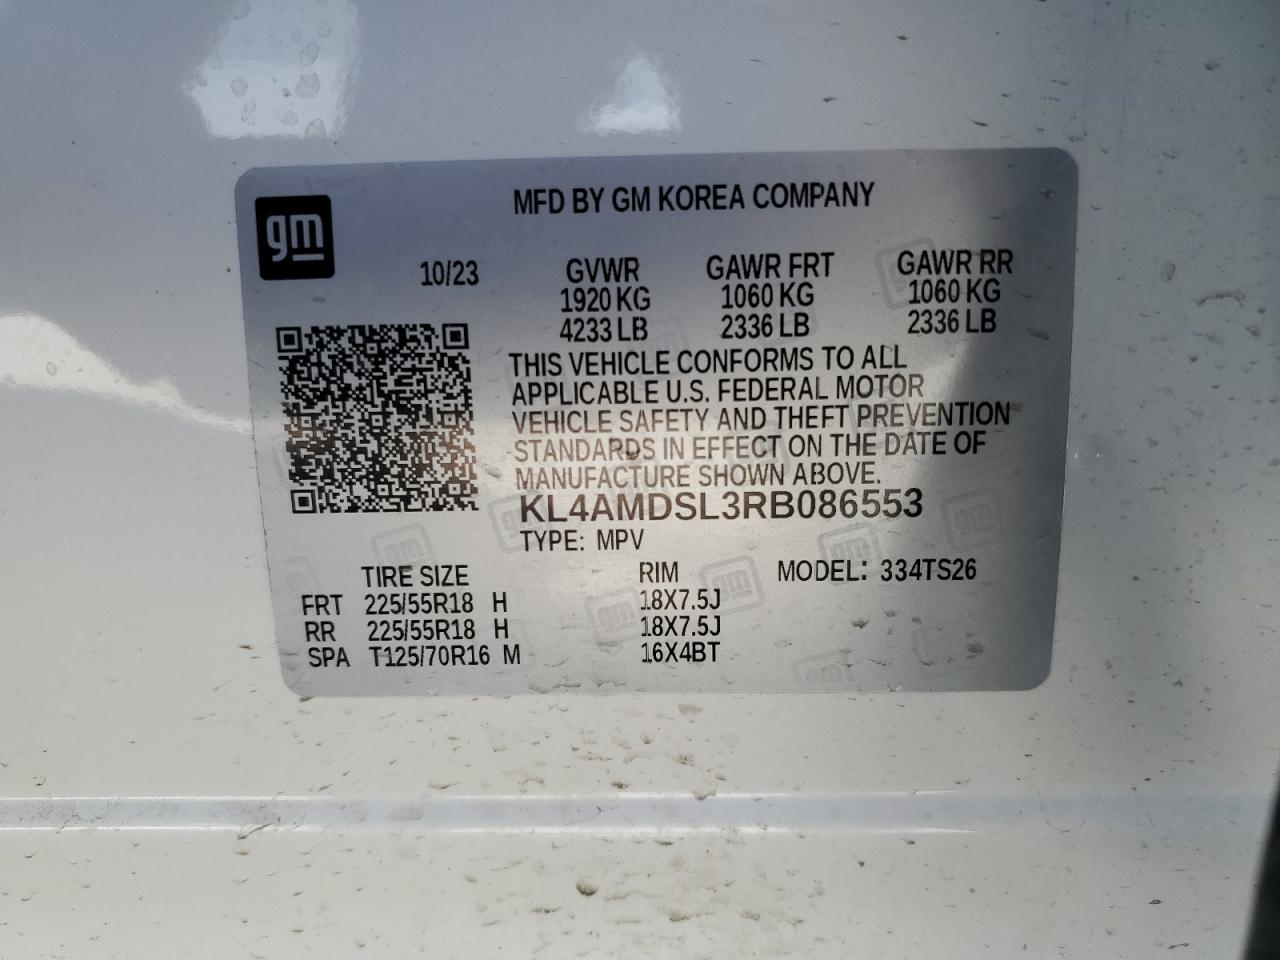 MFD BY GM KOREA COMPANY
gm
10/23 GVWR GAWR FRT GAWR RR
1920 KG 1060 KG 1060 KG
4233 LB 2336 LB 2336 LB
THIS VEHICLE CONFORMS TO ALL
APPLICABLE U.S. FEDERAL MOTOR
VEHICLE SAFETY AND THEFT PREVENTION
STANDARDS IN EFFECT ON THE DATE OF
MANUFACTURE SHOWN ABOVE.
KL4AMDSL3RB086553
TYPE: MPV
TIRE SIZE RIM MODEL: 334TS26
FRT 225/55R18 H 18X7.5J
RR 225/55R18 H 18X7.5J
SPA T125/70R16 M 16X4BT